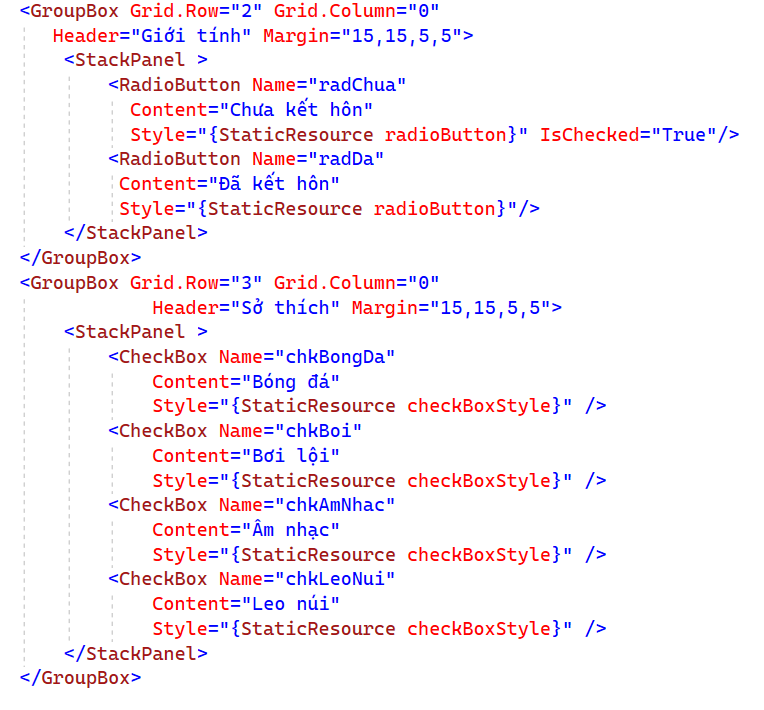 <GroupBox Grid.Row="2" Grid.Column="0"
Header="Giới tính" Margin="15,15,5,5">
<StackPanel >
<RadioButton Name="radChua"
Content="Chưa kết hôn"
Style="{StaticResource radioButton}" IsChecked="True"/>
<RadioButton Name="radDa"
Content="Đã kết hôn"
Style="{StaticResource radioButton}"/>
</StackPanel>
</GroupBox>
<GroupBox Grid.Row="3" Grid.Column="0"
Header="Sở thích" Margin="15,15,5,5">
<StackPanel >
<CheckBox Name="chkBongDa"
Content="Bóng đá"
Style="{StaticResource checkBoxStyle}" />
<CheckBox Name="chkBoi"
Content="Bơi lội"
Style="{StaticResource checkBoxStyle}" />
<CheckBox Name="chkAmNhac"
Content="Âm nhạc"
Style="{StaticResource checkBoxStyle}" />
<CheckBox Name="chkLeoNui"
Content="Leo núi"
Style="{StaticResource checkBoxStyle}" />
</StackPanel>
</GroupBox>